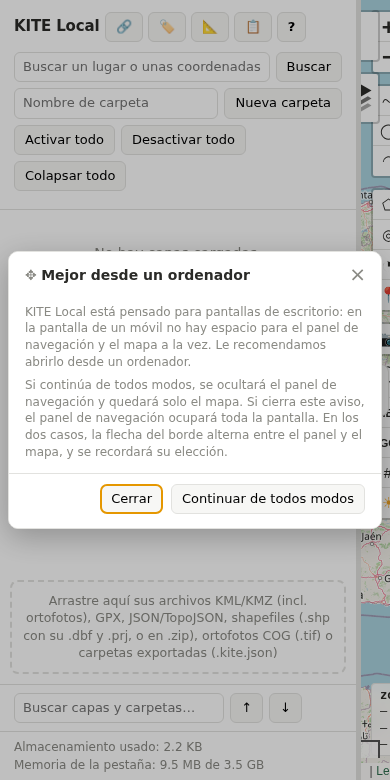 KITE Local
?
Buscar un lugar o unas coordenadas
Buscar
Nombre de carpeta
Nueva carpeta
Activar todo
Desactivar todo
Colapsar todo
Mejor desde un ordenador
KITE Local está pensado para pantallas de escritorio: en
la pantalla de un móvil no hay espacio para el panel de
navegación y el mapa a la vez. Le recomendamos
abrirlo desde un ordenador.
Si continúa de todos modos, se ocultará el panel de
navegación y quedará solo el mapa. Si cierra este aviso,
el panel de navegación ocupará toda la pantalla. En los
dos casos, la flecha del borde alterna entre el panel y el
mapa, y se recordará su elección.
Cerrar
Continuar de todos modos
Jaén
Arrastre aquí sus archivos KML/KMZ (incl.
ortofotos), GPX, JSON/TopoJSON, shapefiles (.shp
con su .dbf y .prj, o en .zip), ortofotos COG (.tif) o
carpetas exportadas (.kite.json)
Buscar capas y carpetas...
↑
↓
Almacenamiento usado: 2.2 KB
Memoria de la pestaña: 9.5 MB de 3.5 GB